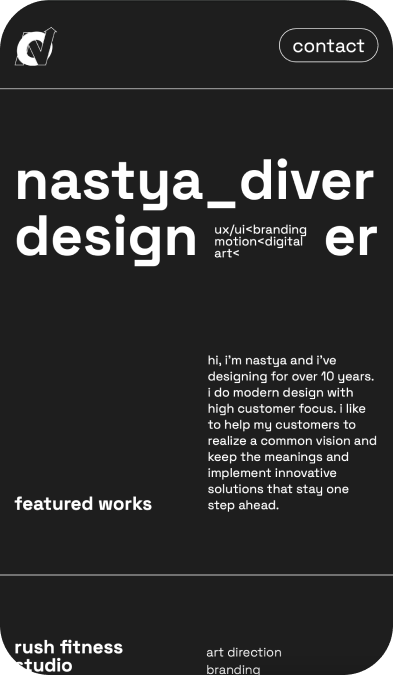 contact
nastya_diver
design ux/ui<branding er
motion<digital
art<
hi, i'm nastya and i've
designing for over 10 years.
i do modern design with
high customer focus. i like
to help my customers to
realize a common vision and
keep the meanings and
implement innovative
solutions that stay one
step ahead.
featured works
rush fitness
studio
art direction
branding